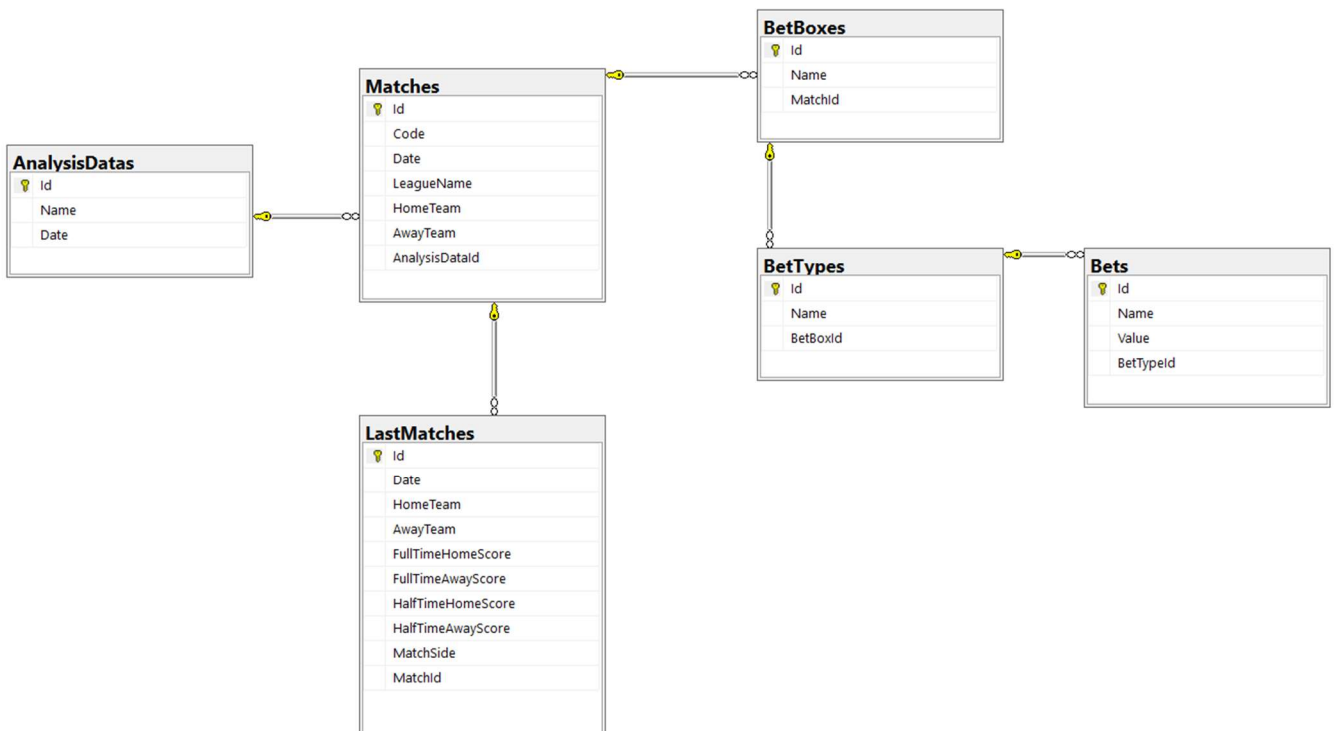 AnalysisDatas
Id
Name
Date
Matches
Id
Code
Date
LeagueName
HomeTeam
AwayTeam
AnalysisDataId
LastMatches
Id
Date
HomeTeam
AwayTeam
FullTimeHomeScore
FullTimeAwayScore
HalfTimeHomeScore
HalfTimeAwayScore
MatchSide
MatchId
BetBoxes
Id
Name
MatchId
BetTypes
Id
Name
BetBoxId
Bets
Id
Name
Value
BetTypeId